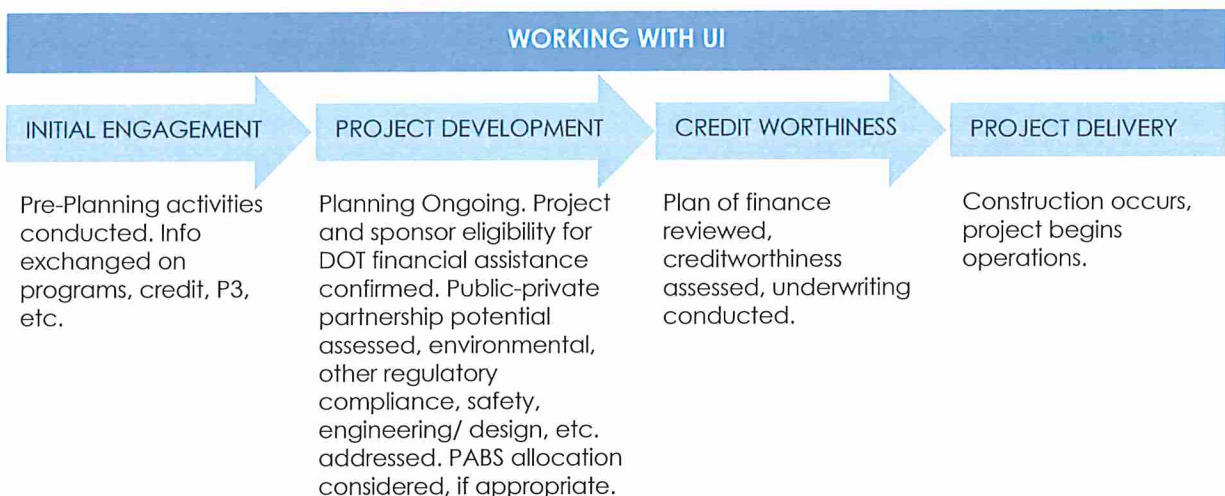 WORKING WITH UI
INITIAL ENGAGEMENT
PROJECT DEVELOPMENT
CREDIT WORTHINESS
PROJECT DELIVERY
Pre-Planning activities
conducted. Info
exchanged on
programs, credit, P3,
etc.
Planning Ongoing. Project
and sponsor eligibility for
DOT financial assistance
confirmed. Public-private
partnership potential
assessed, environmental,
other regulatory
compliance, safety,
engineering/ design, etc.
addressed. PABS allocation
considered, if appropriate.
Plan of finance
reviewed,
creditworthiness
assessed, underwriting
conducted.
Construction occurs,
project begins
operations.